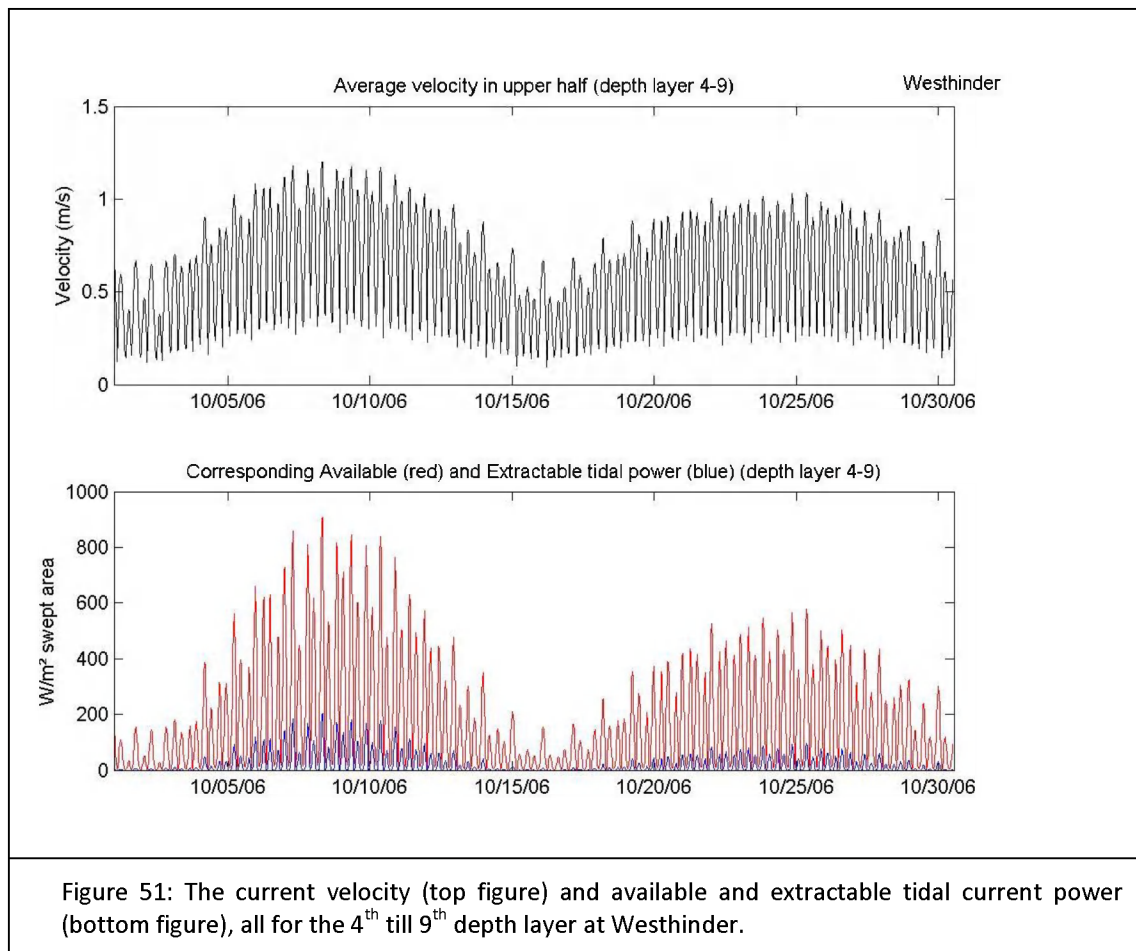 Average velocity in upper half (depth layer 4-9)
Westhinder
1.5
1
0.5
0
Velocity (m/s)
10/05/06 10/10/06 10/15/06 10/20/06 10/25/06 10/30/06
Corresponding Available (red) and Extractable tidal power (blue) (depth layer 4-9)
1000
800
600
400
200
0
W/m² swept area
10/05/06 10/10/06 10/15/06 10/20/06 10/25/06 10/30/06
Figure 51: The current velocity (top figure) and available and extractable tidal current power
(bottom figure), all for the 4th till 9th depth layer at Westhinder.